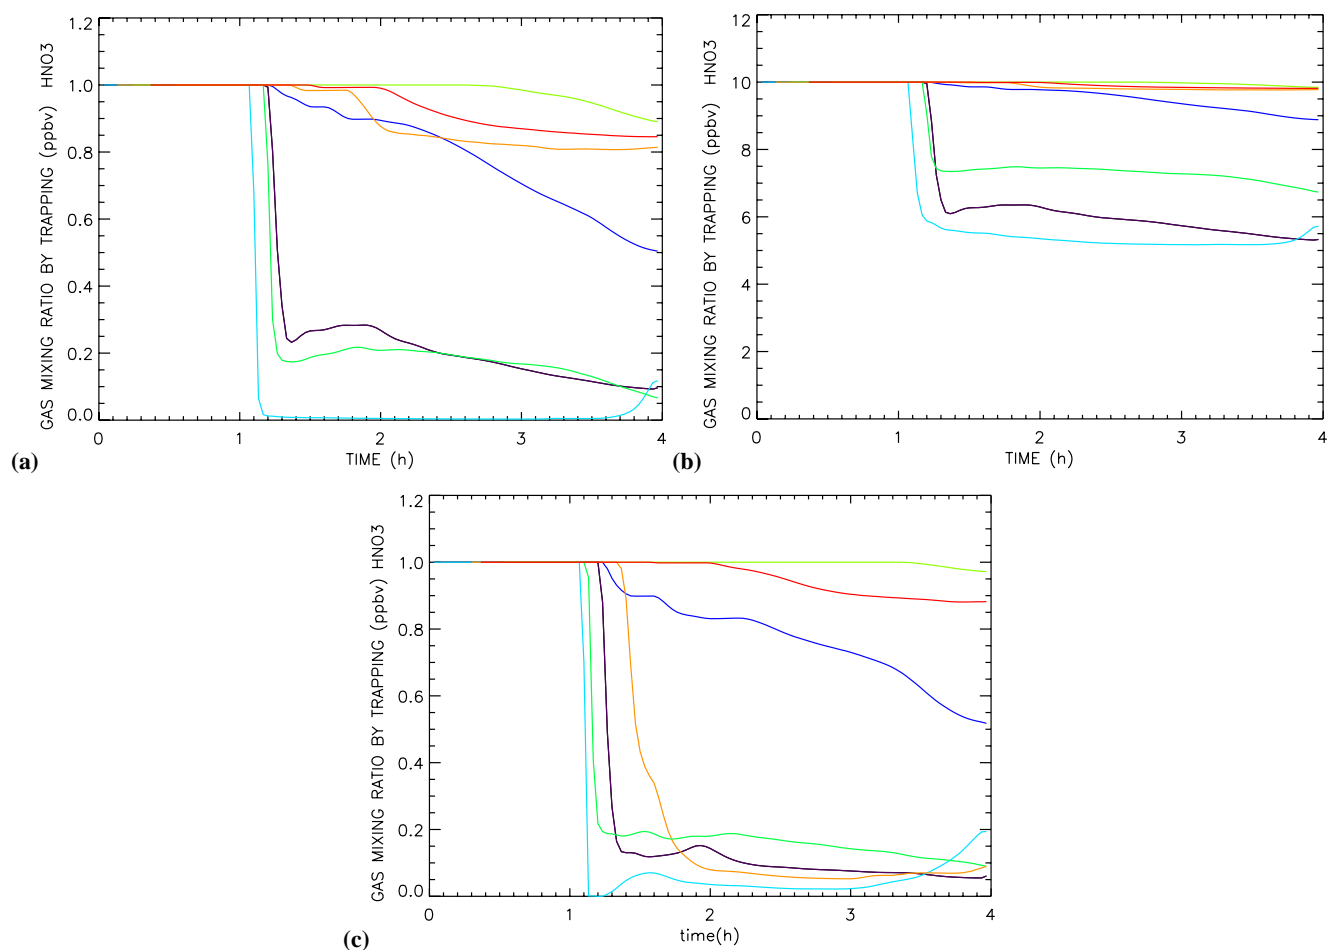 GAS MIXING RATIO BY TRAPPING (ppbv) HNO3
1.2
1.0
0.8
0.6
0.4
0.2
0.0
0 1 2 3 4
TIME (h)
(a)
GAS MIXING RATIO BY TRAPPING (ppbv) HNO3
12
10
8
6
4
2
0
0 1 2 3 4
TIME (h)
(b)
GAS MIXING RATIO BY TRAPPING (ppbv) HNO3
1.2
1.0
0.8
0.6
0.4
0.2
0.0
0 1 2 3 4
time(h)
(c)